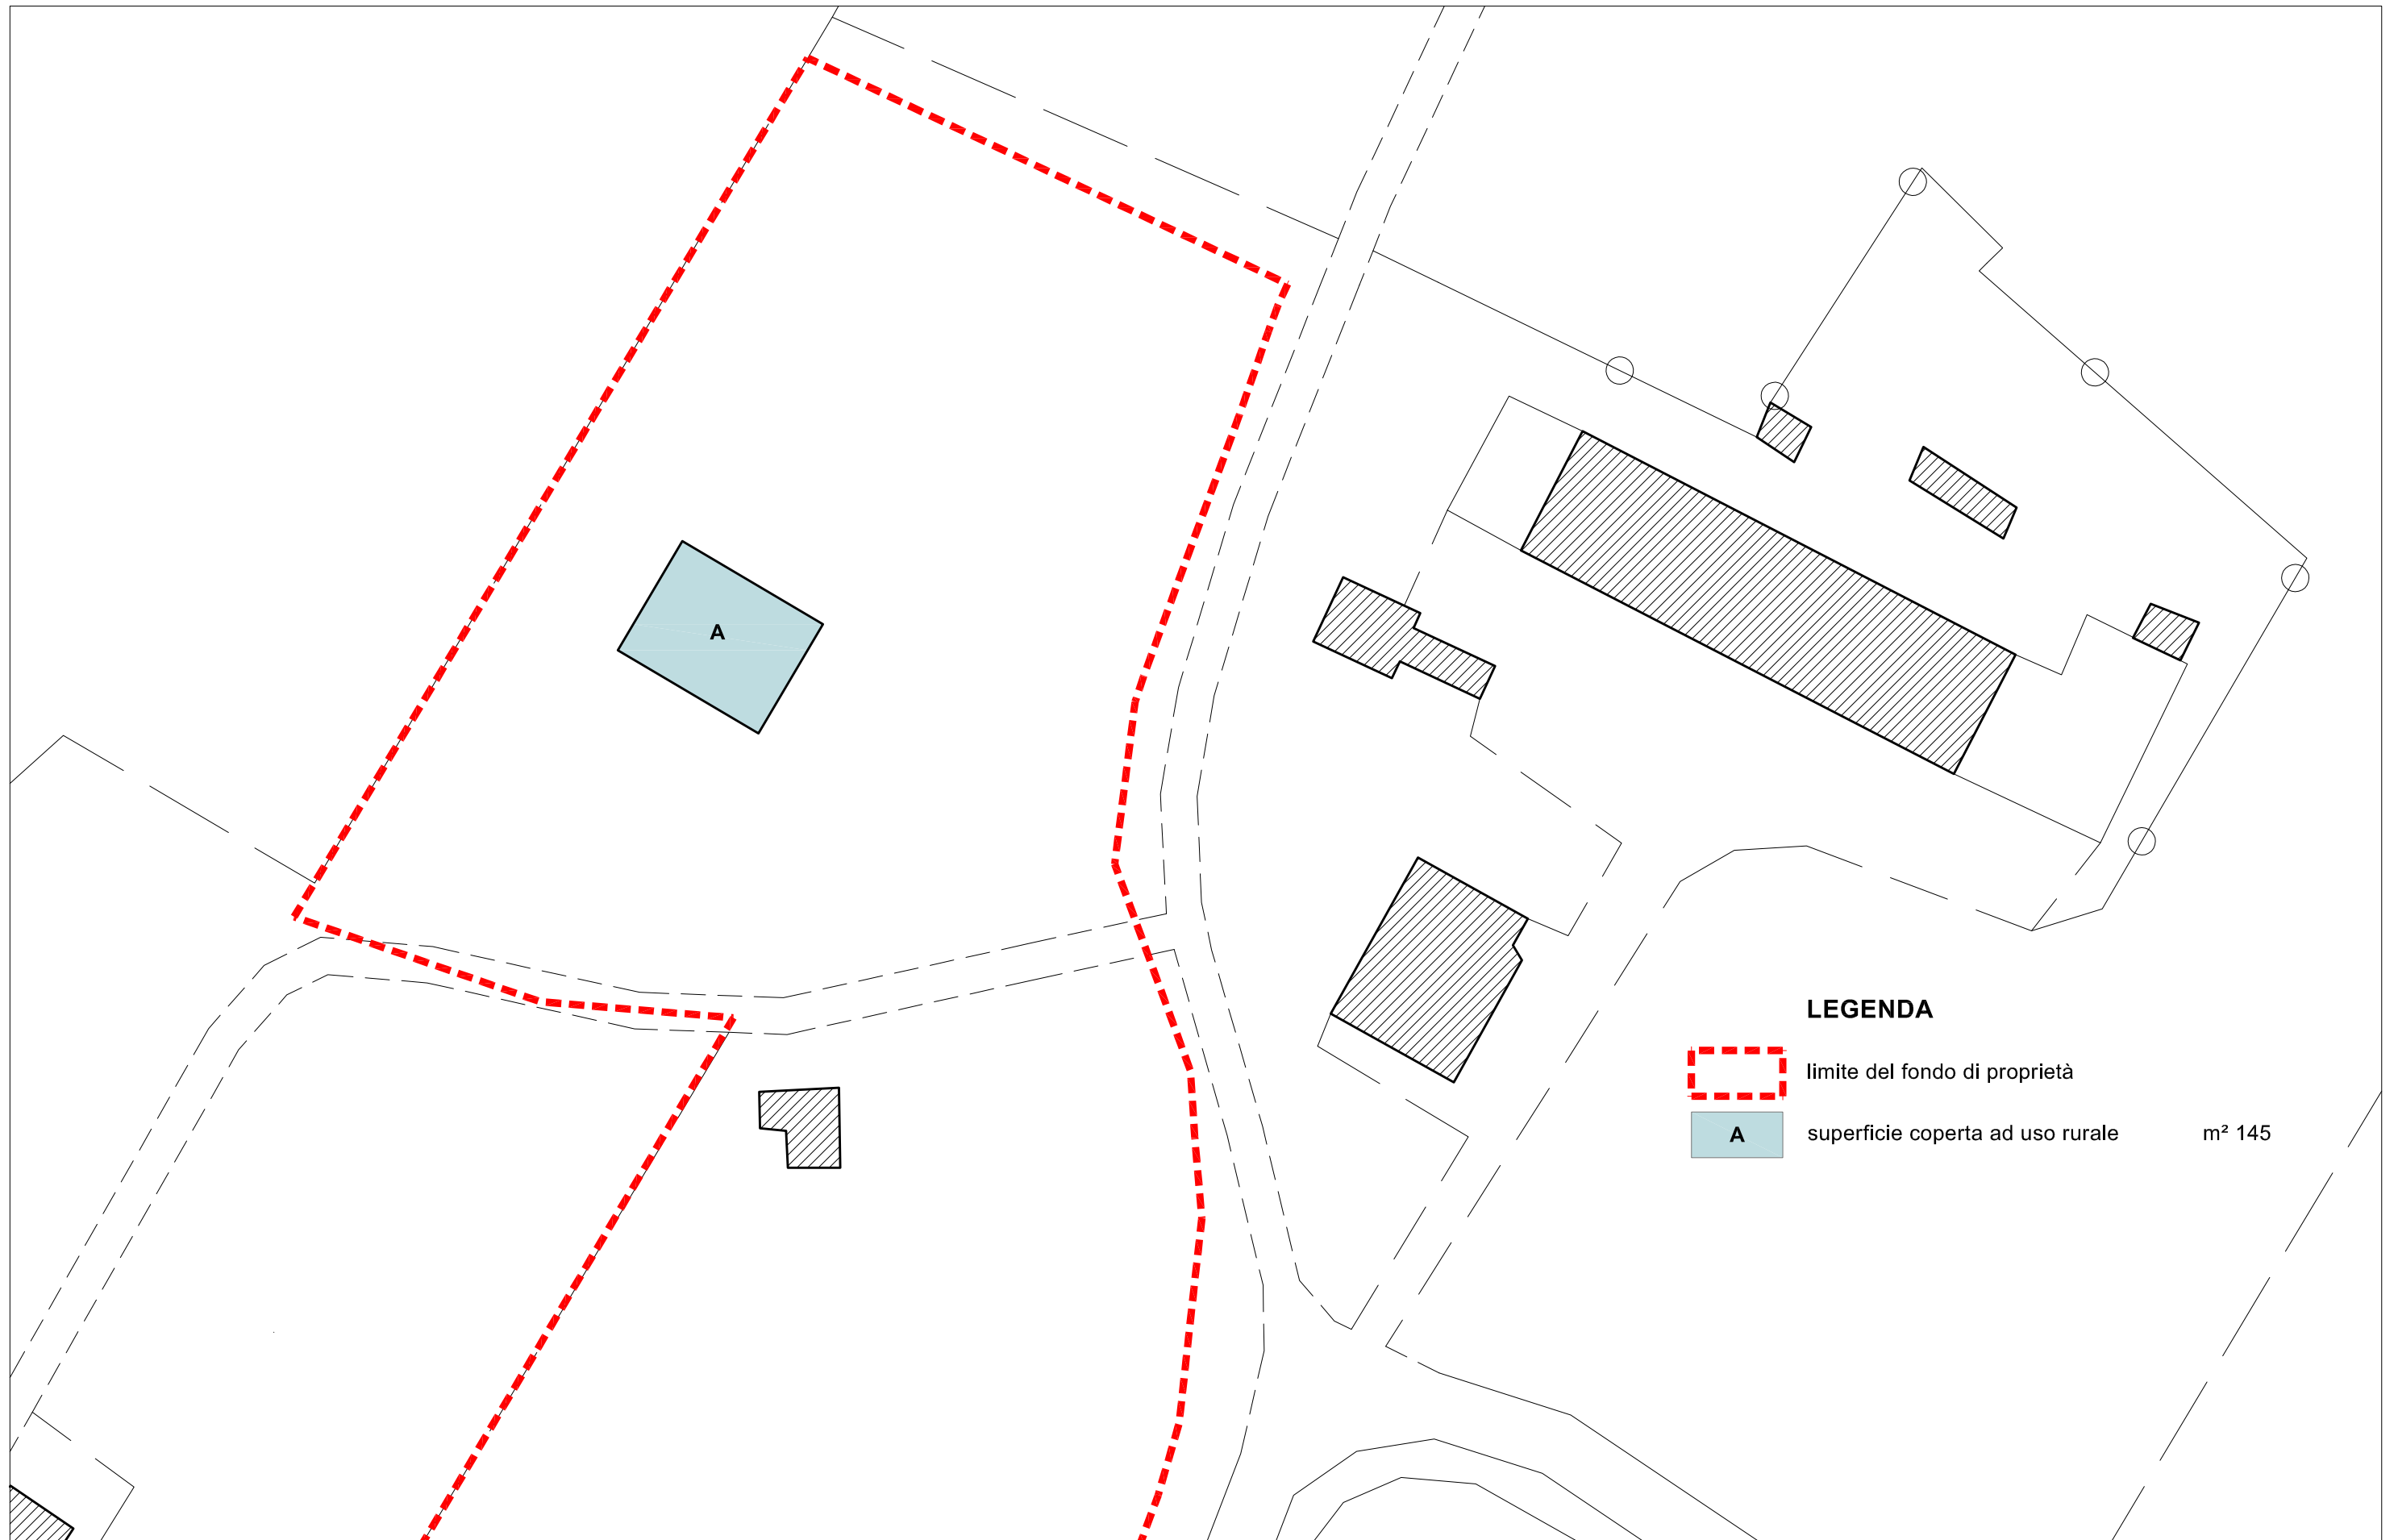 A
LEGENDA
limite del fondo di proprietà
A superficie coperta ad uso rurale m² 145